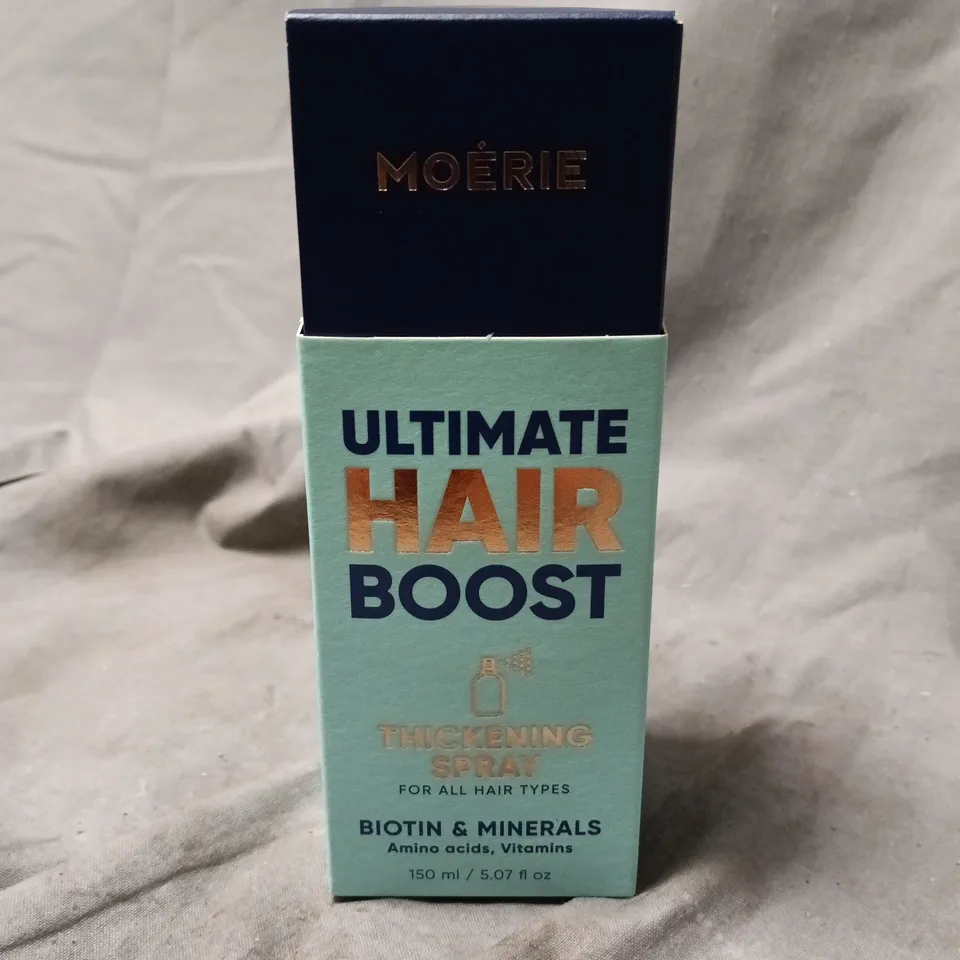 MOÉRIE
ULTIMATE
HAIR
BOOST
THICKENING
SPRAY
FOR ALL HAIR TYPES
BIOTIN & MINERALS
Amino acids, Vitamins
150 ml / 5.07 fl oz